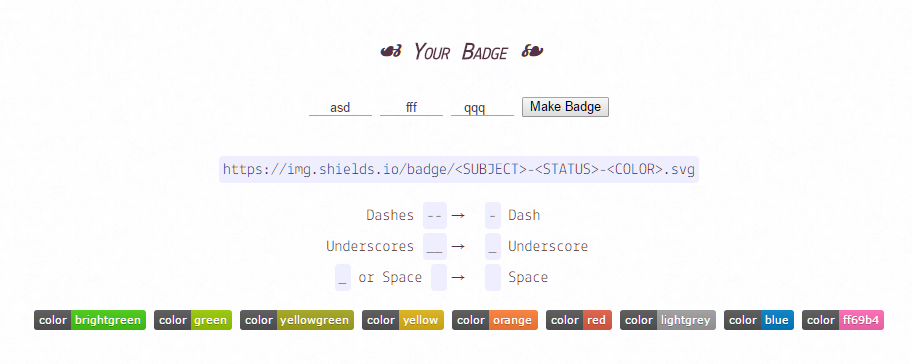 Your Badge
asd fff qqq Make Badge
https://img.shields.io/badge/<SUBJECT>-<STATUS>-<COLOR>.svg
Dashes -- → - Dash
Underscores __ → _ Underscore
_ or Space → Space
color brightgreen color green color yellowgreen color yellow color orange color red color lightgrey color blue color ff69b4